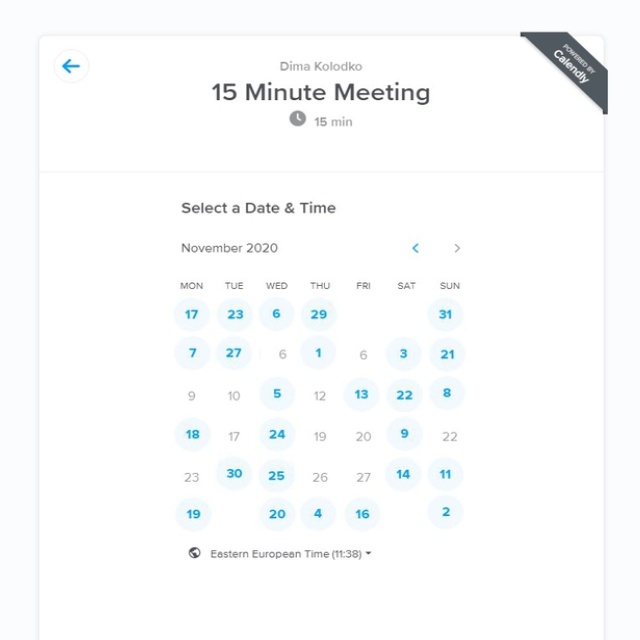 POWERED BY
Calendly
Dima Kolodko
15 Minute Meeting
15 min
Select a Date & Time
November 2020
MON TUE WED THU FRI SAT SUN
17 23 6 29 31
7 27 6 1 6 3 21
9 10 5 12 13 22 8
18 17 24 19 20 9 22
23 30 25 26 27 14 11
19 20 4 16 2
Eastern European Time (11:38)